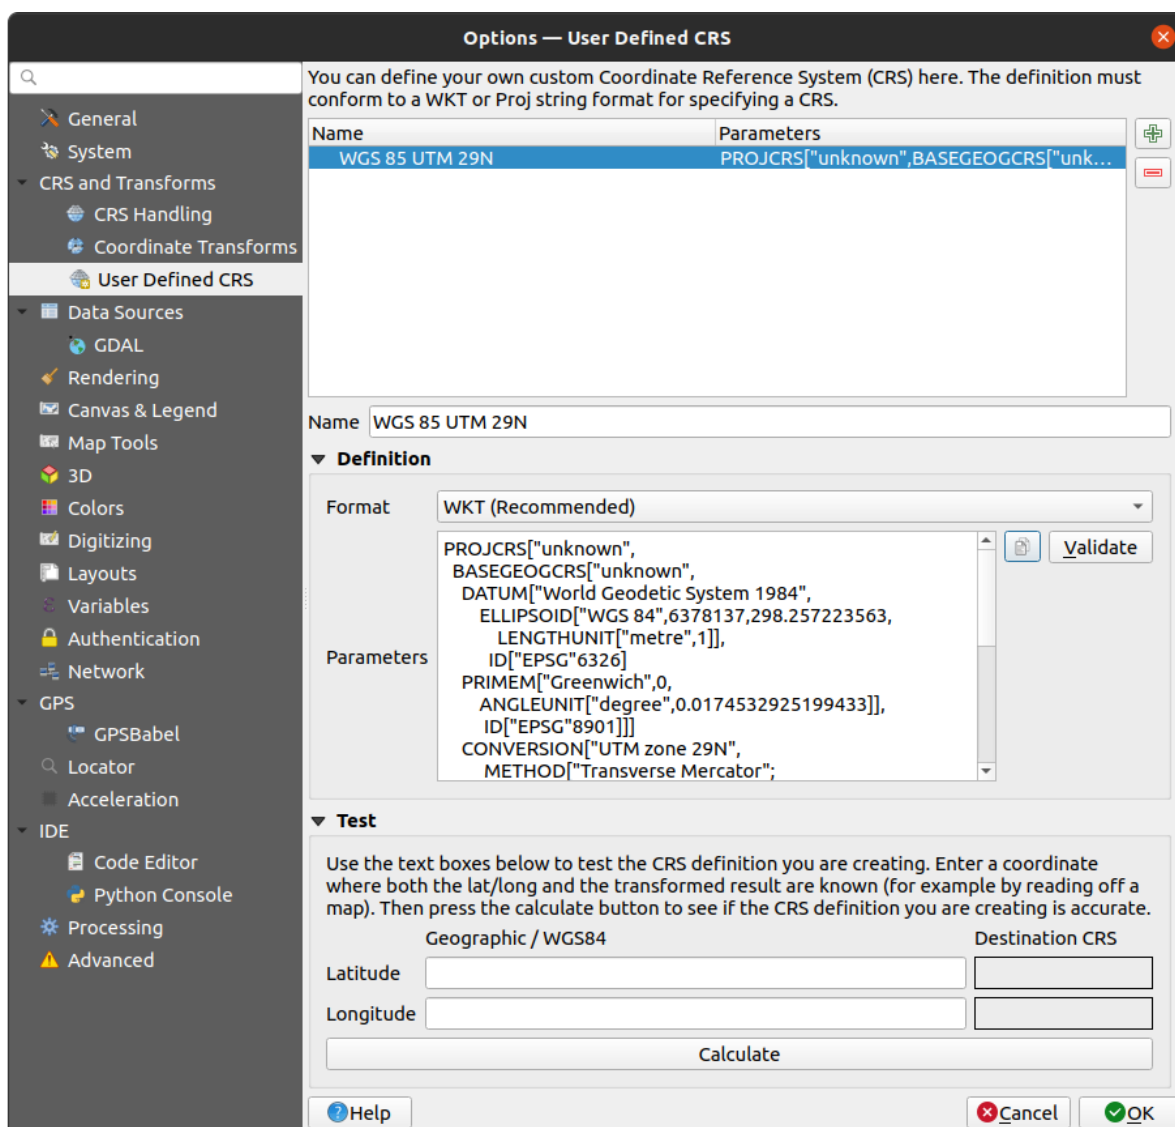 Options — User Defined CRS
You can define your own custom Coordinate Reference System (CRS) here. The definition must
conform to a WKT or Proj string format for specifying a CRS.
General
System
CRS and Transforms
CRS Handling
Coordinate Transforms
User Defined CRS
Data Sources
GDAL
Rendering
Canvas & Legend
Map Tools
3D
Colors
Digitizing
Layouts
Variables
Authentication
Network
GPS
GPSBabel
Locator
Acceleration
IDE
Code Editor
Python Console
Processing
Advanced
Name Parameters
WGS 85 UTM 29N PROJCRS["unknown",BASEGEOGCRS["unk...
Name WGS 85 UTM 29N
Definition
Format WKT (Recommended)
Parameters
PROJCRS["unknown",
BASEGEOGCRS["unknown",
DATUM["World Geodetic System 1984",
ELLIPSOID["WGS 84",6378137,298.257223563,
LENGTHUNIT["metre",1]],
ID["EPSG"6326]
PRIMEM["Greenwich",0,
ANGLEUNIT["degree",0.0174532925199433]],
ID["EPSG"8901]]]
CONVERSION["UTM zone 29N",
METHOD["Transverse Mercator";
Validate
Test
Use the text boxes below to test the CRS definition you are creating. Enter a coordinate
where both the lat/long and the transformed result are known (for example by reading off a
map). Then press the calculate button to see if the CRS definition you are creating is accurate.
Geographic / WGS84 Destination CRS
Latitude
Longitude
Calculate
Help Cancel OK